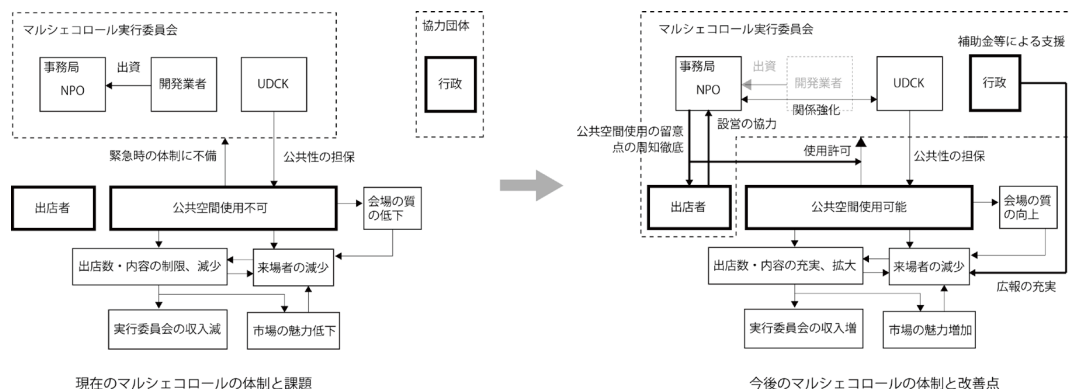 マルシェコロール実行委員会
事務局
NPO
出資
開発業者
UDCK
協力団体
行政
緊急時の体制に不備
公共性の担保
出店者
公共空間使用不可
会場の質
の低下
出店数・内容の制限、減少
来場者の減少
実行委員会の収入減
市場の魅力低下
現在のマルシェコロールの体制と課題
マルシェコロール実行委員会
補助金等による支援
事務局
NPO
出資
開発業者
UDCK
行政
関係強化
公共空間使用の留意
点の周知徹底
設営の協力
使用許可
公共性の担保
出店者
公共空間使用可能
会場の質
の向上
出店数・内容の充実、拡大
来場者の減少
広報の充実
実行委員会の収入増
市場の魅力増加
今後のマルシェコロールの体制と改善点